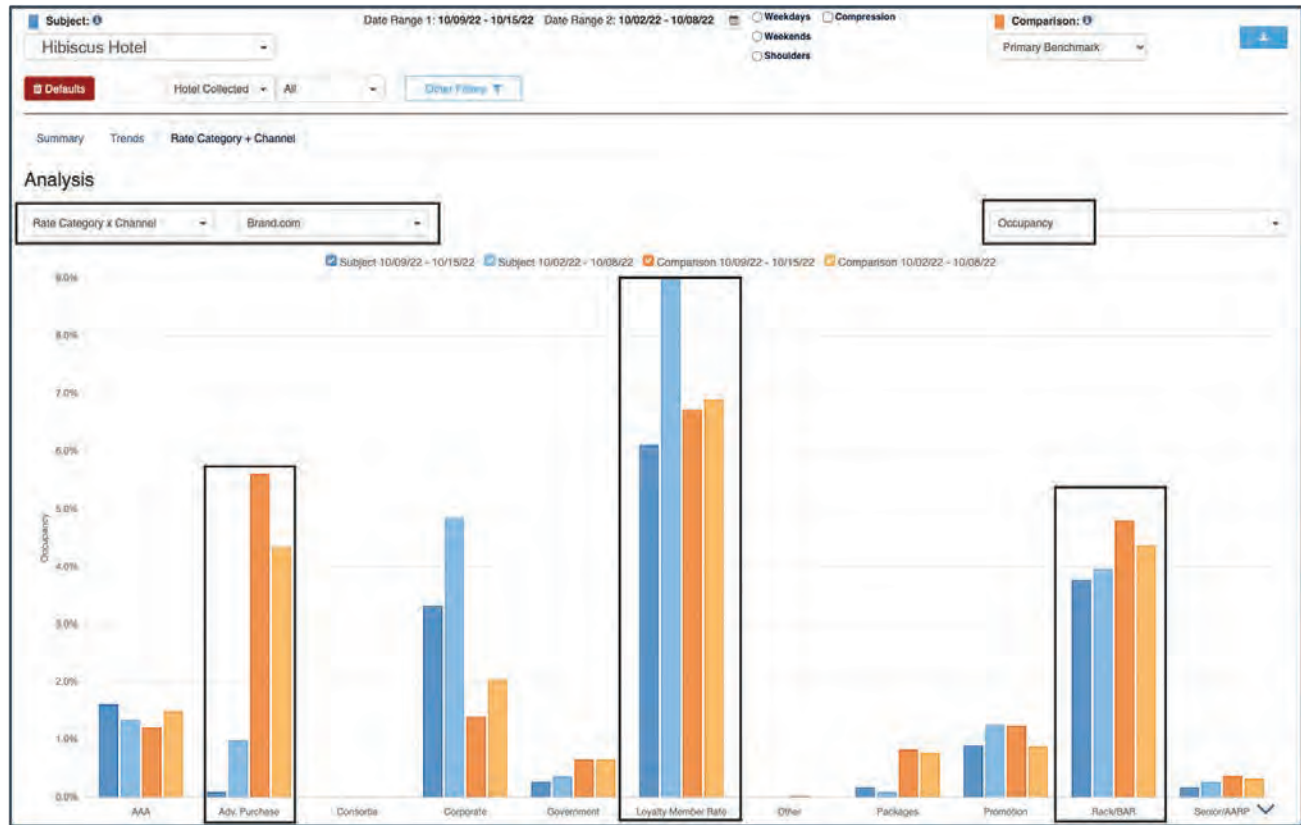 Subject:
Date Range 1: 10/09/22 - 10/15/22 Date Range 2: 10/02/22 - 10/08/22
Weekdays
Compression
Comparison:
Hibiscus Hotel
Weekends
Primary Benchmark
Shoulders
Defaults
Hotel Collected
All
Other Filters
Summary
Trends
Rate Category + Channel
Analysis
Rate Category x Channel
Brand.com
Occupancy
Subject 10/09/22 - 10/15/22
Subject 10/02/22 - 10/08/22
Comparison 10/09/22 - 10/15/22
Comparison 10/02/22 - 10/08/22
9.0%
8.0%
7.0%
6.0%
5.0%
4.0%
3.0%
2.0%
1.0%
0.0%
Occupancy
AAA
Adv. Purchase
Consortia
Corporate
Government
Loyalty Member Rate
Other
Packages
Promotion
Rack/BAR
Senior/AARP